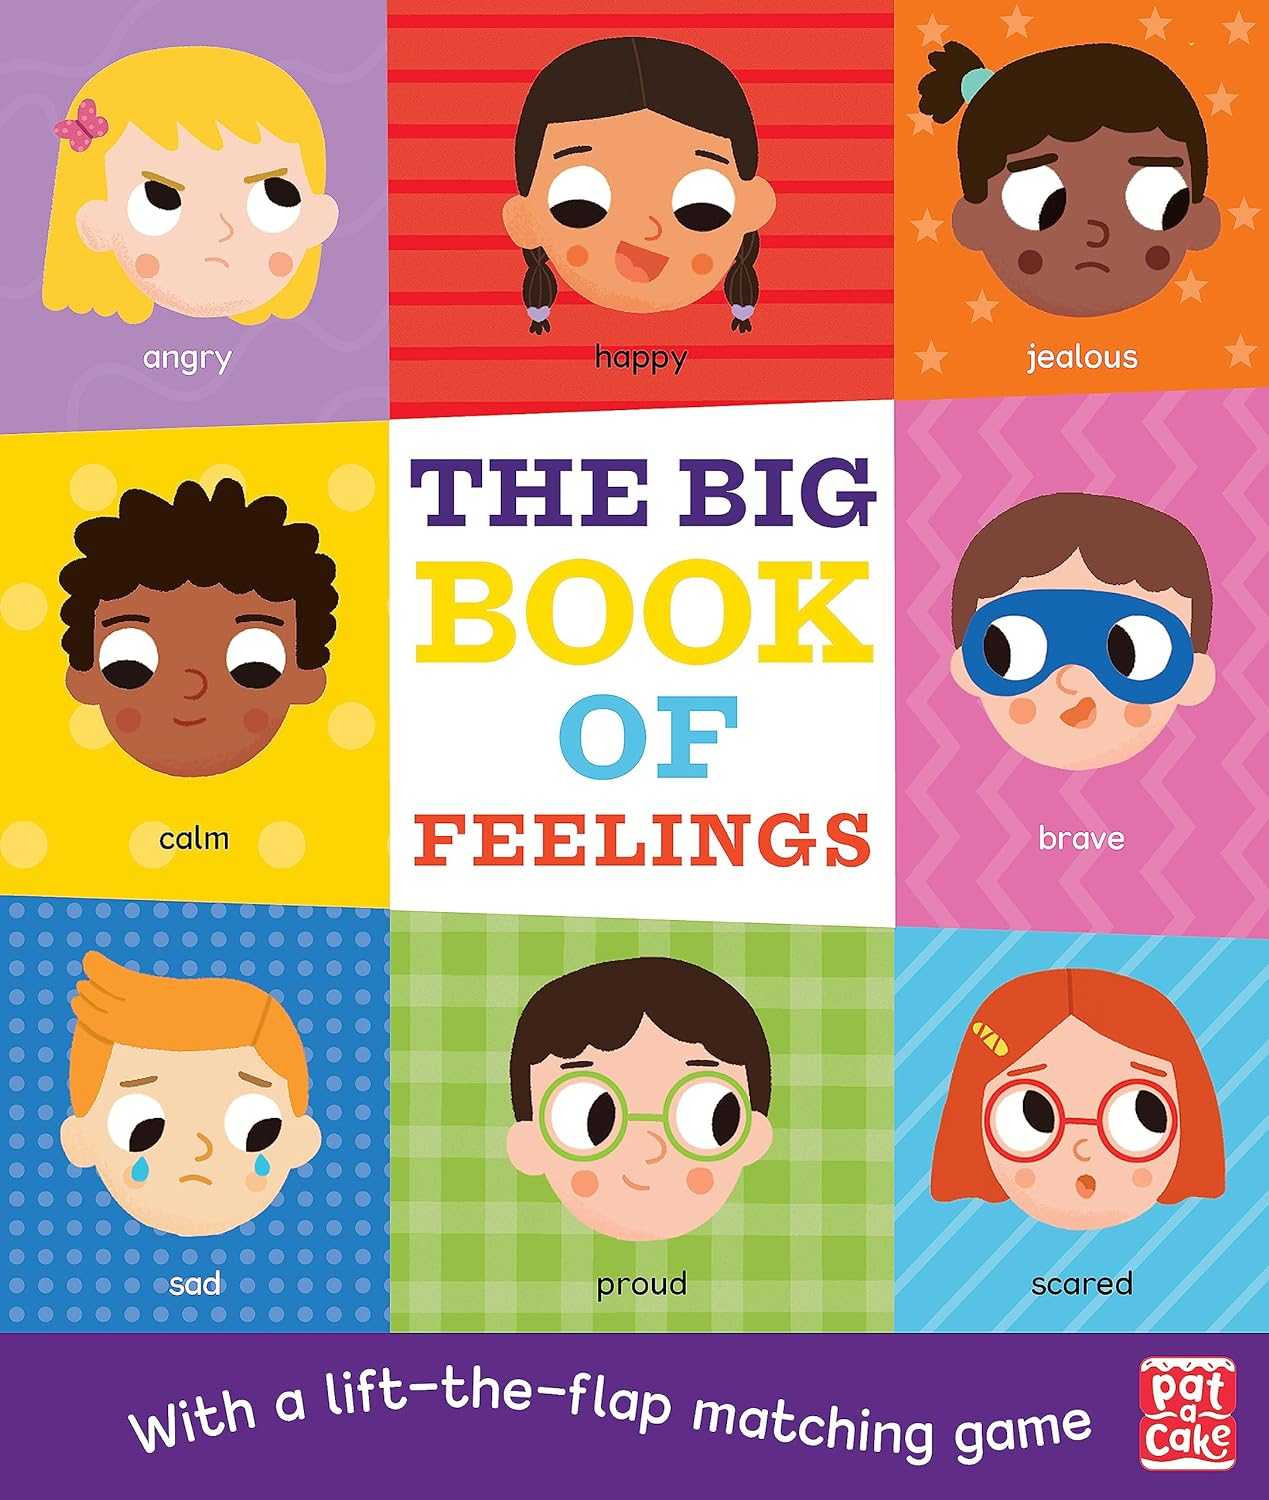 angry
happy
jealous
THE BIG
BOOK
OF
FEELINGS
calm
brave
sad
proud
scared
With a lift-the-flap matching game
pat
a
cake